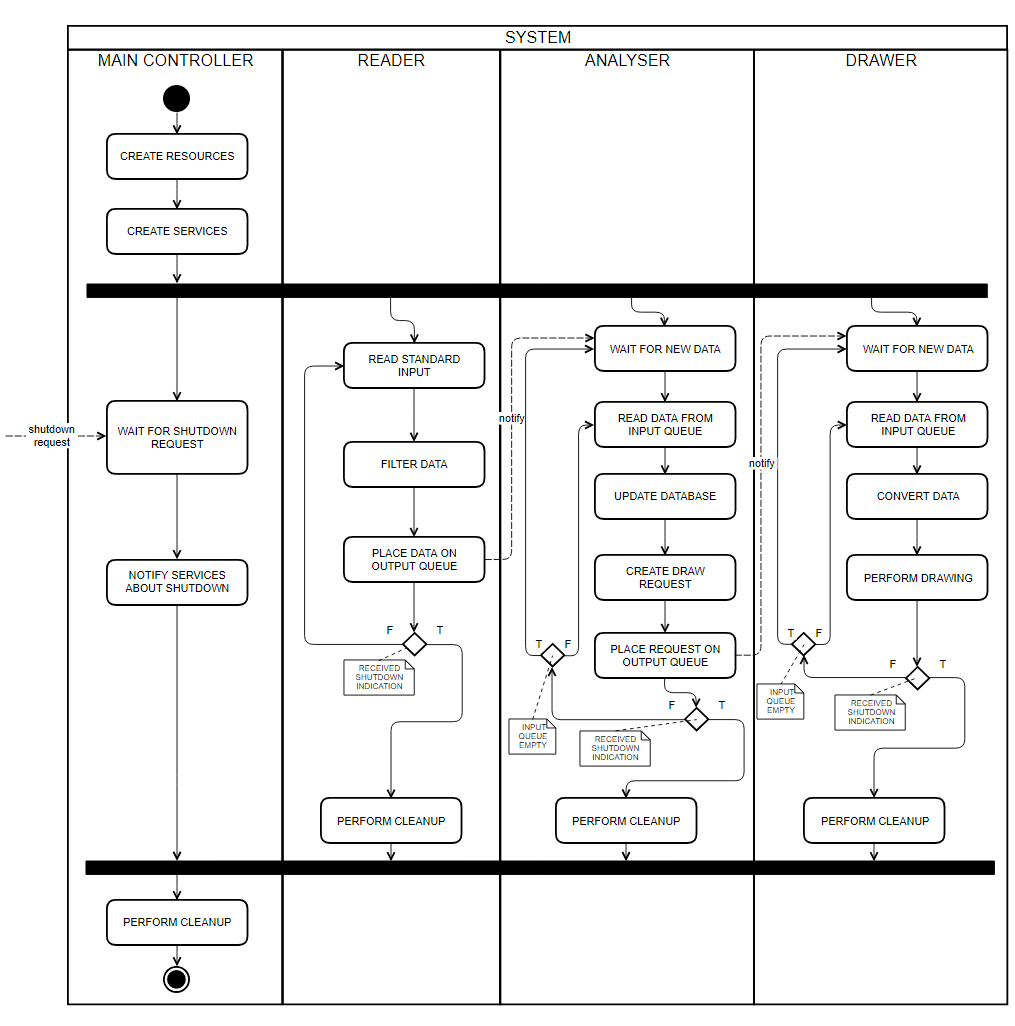 SYSTEM
MAIN CONTROLLER
READER
ANALYSER
DRAWER
CREATE RESOURCES
CREATE SERVICES
shutdown
request
WAIT FOR SHUTDOWN
REQUEST
NOTIFY SERVICES
ABOUT SHUTDOWN
PERFORM CLEANUP
READ STANDARD
INPUT
FILTER DATA
PLACE DATA ON
OUTPUT QUEUE
F
T
RECEIVED
SHUTDOWN
INDICATION
PERFORM CLEANUP
notify
WAIT FOR NEW DATA
READ DATA FROM
INPUT QUEUE
UPDATE DATABASE
CREATE DRAW
REQUEST
PLACE REQUEST ON
OUTPUT QUEUE
T
F
INPUT
QUEUE
EMPTY
F
T
RECEIVED
SHUTDOWN
INDICATION
PERFORM CLEANUP
notify
WAIT FOR NEW DATA
READ DATA FROM
INPUT QUEUE
CONVERT DATA
PERFORM DRAWING
T
F
INPUT
QUEUE
EMPTY
F
T
RECEIVED
SHUTDOWN
INDICATION
PERFORM CLEANUP